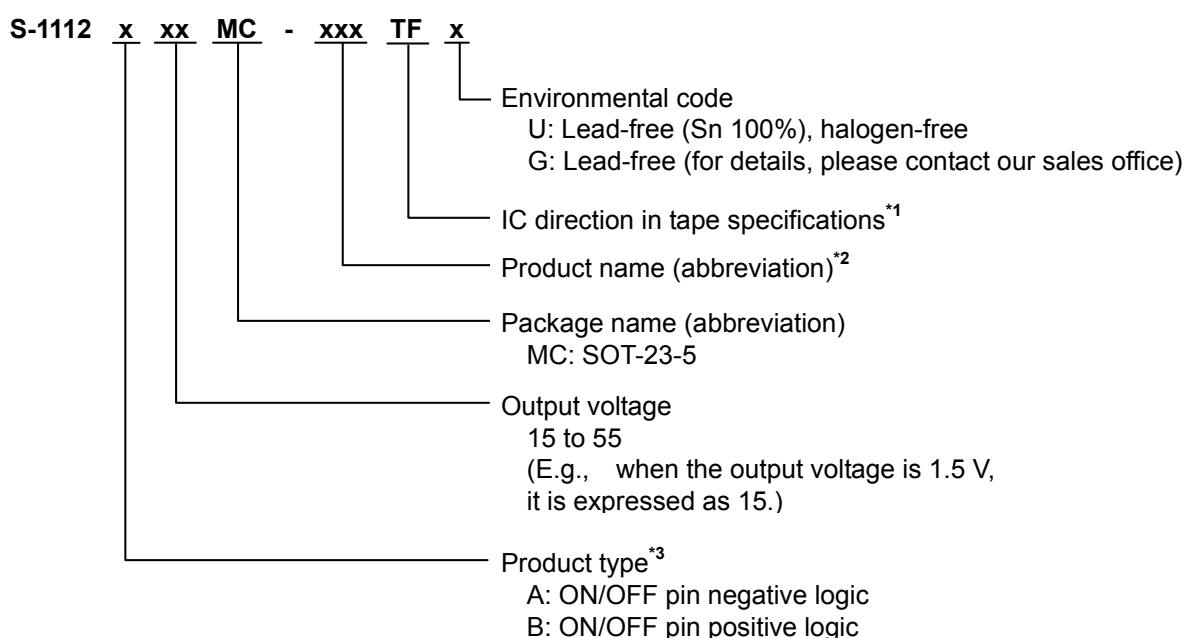 S-1112 x xx MC - xxx TF x
Environmental code
U: Lead-free (Sn 100%), halogen-free
G: Lead-free (for details, please contact our sales office)
IC direction in tape specifications*1
Product name (abbreviation)*2
Package name (abbreviation)
MC: SOT-23-5
Output voltage
15 to 55
(E.g., when the output voltage is 1.5 V,
it is expressed as 15.)
Product type*3
A: ON/OFF pin negative logic
B: ON/OFF pin positive logic